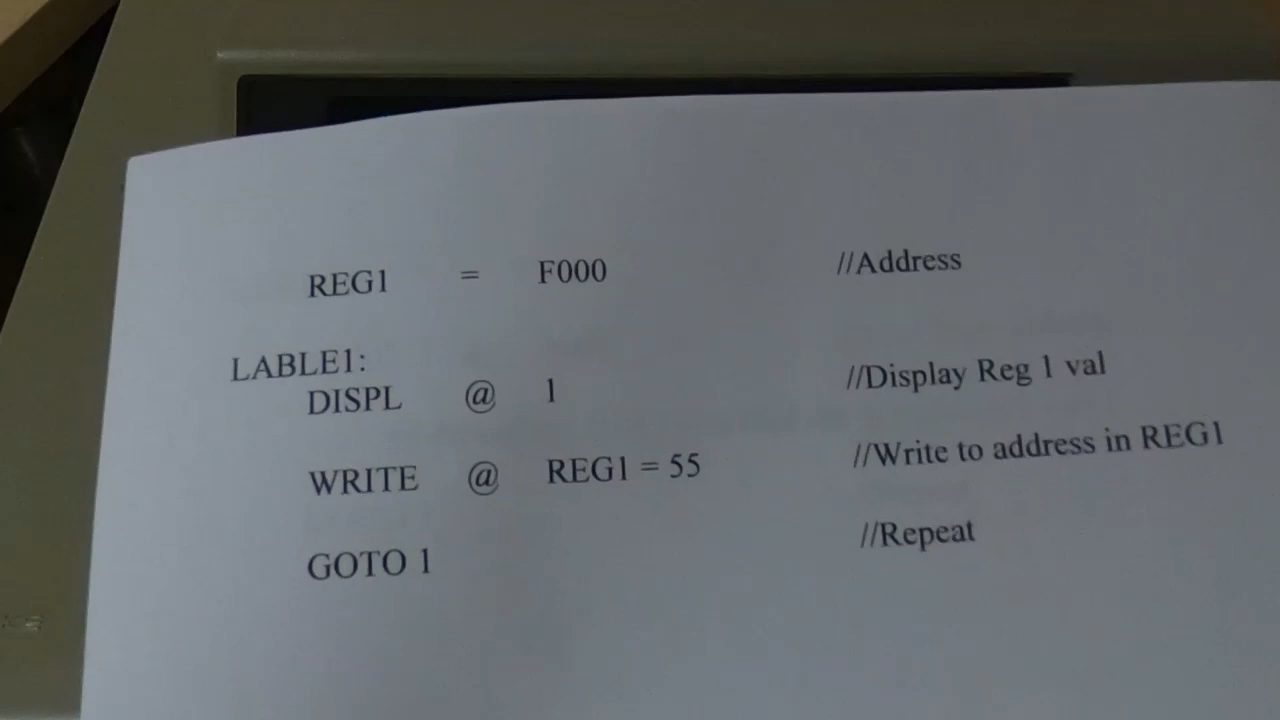 REG1 = F000 //Address
LABLE1:
DISPL @ 1 //Display Reg 1 val
WRITE @ REG1 = 55 //Write to address in REG1
GOTO 1 //Repeat